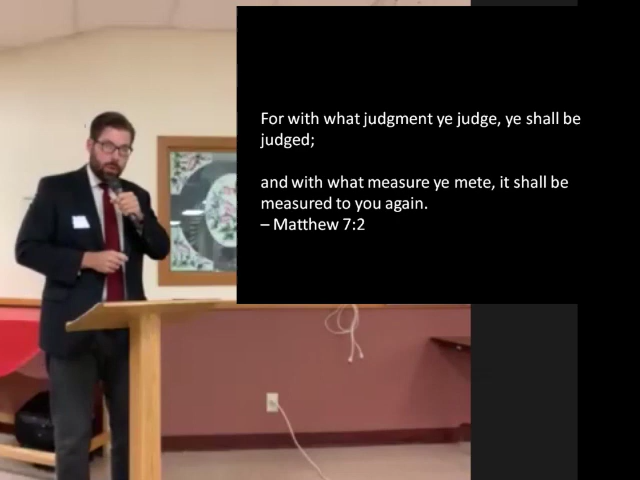 For with what judgment ye judge, ye shall be
judged;
and with what measure ye mete, it shall be
measured to you again.
– Matthew 7:2